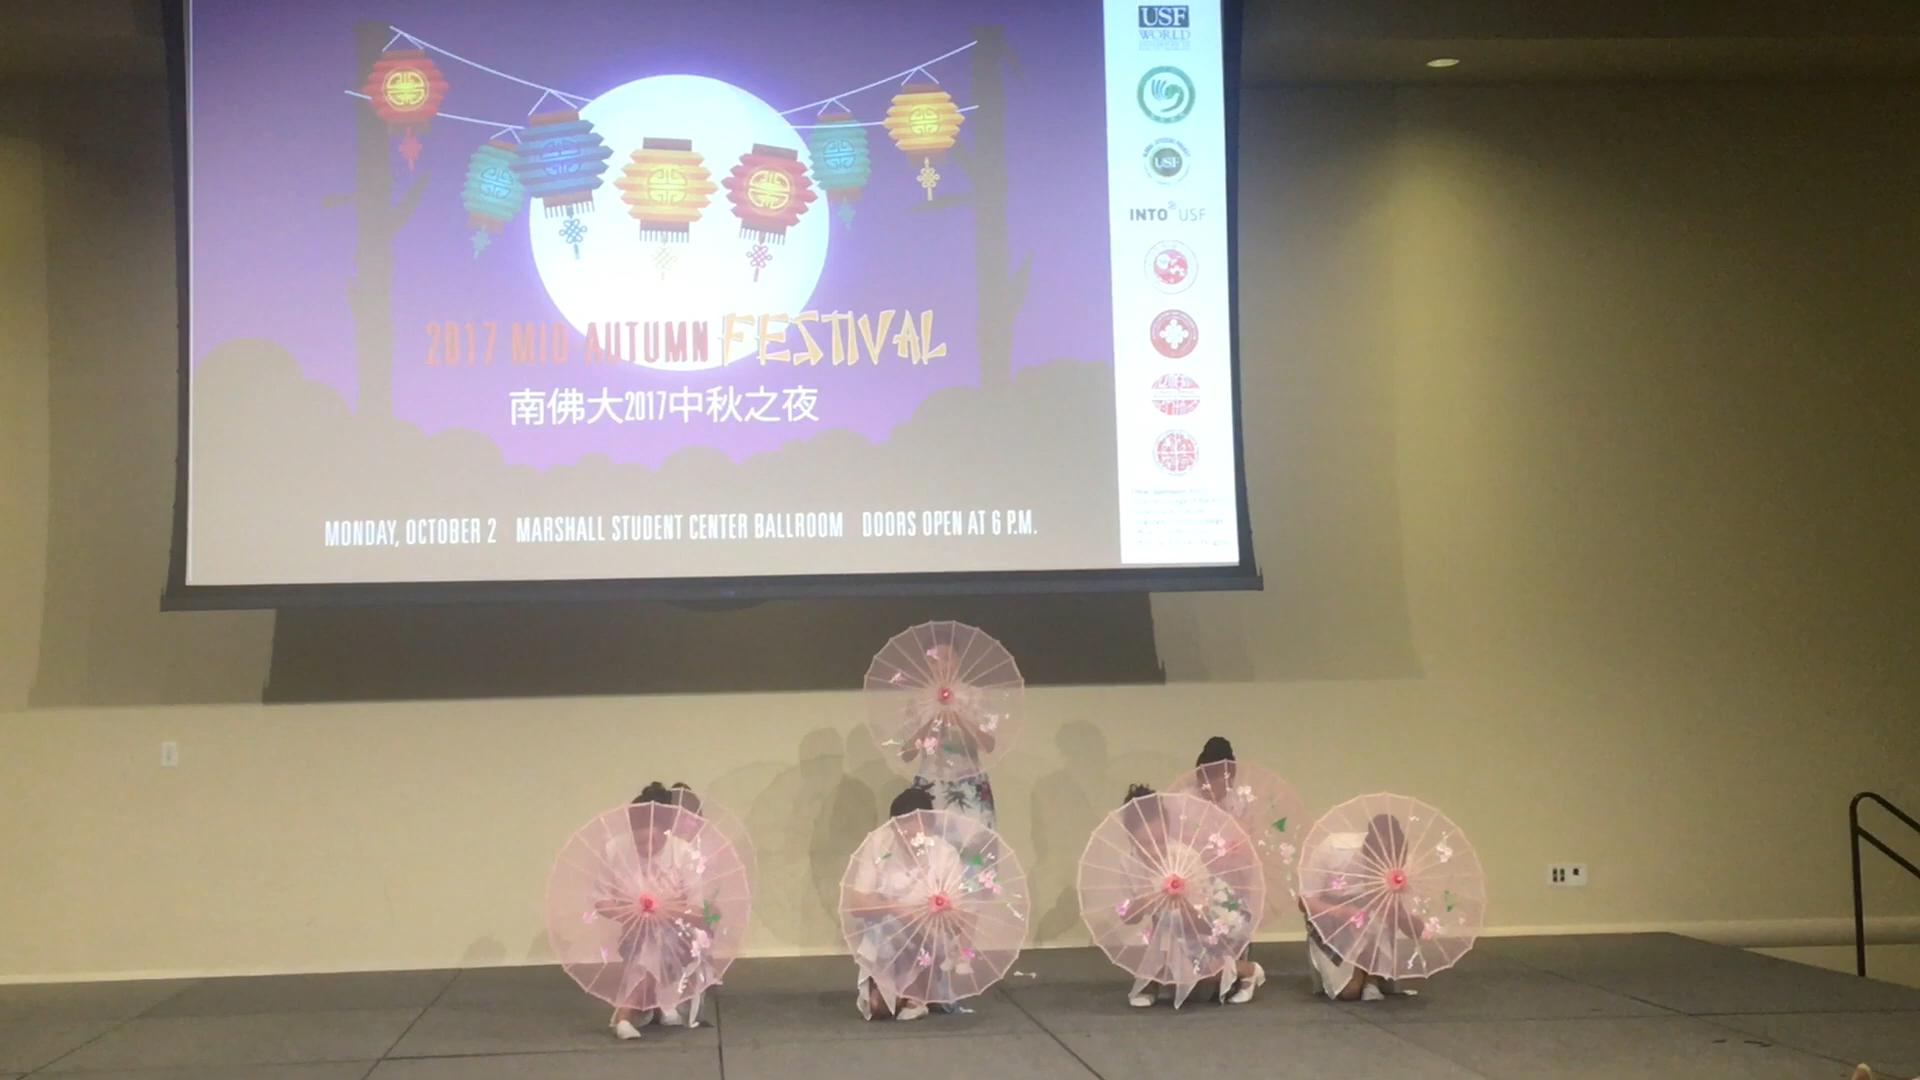 2017 MID-AUTUMN FESTIVAL
南佛大2017中秋之夜
MONDAY, OCTOBER 2 MARSHALL STUDENT CENTER BALLROOM DOORS OPEN AT 6 P.M.
USF
WORLD
USF
INTO USF